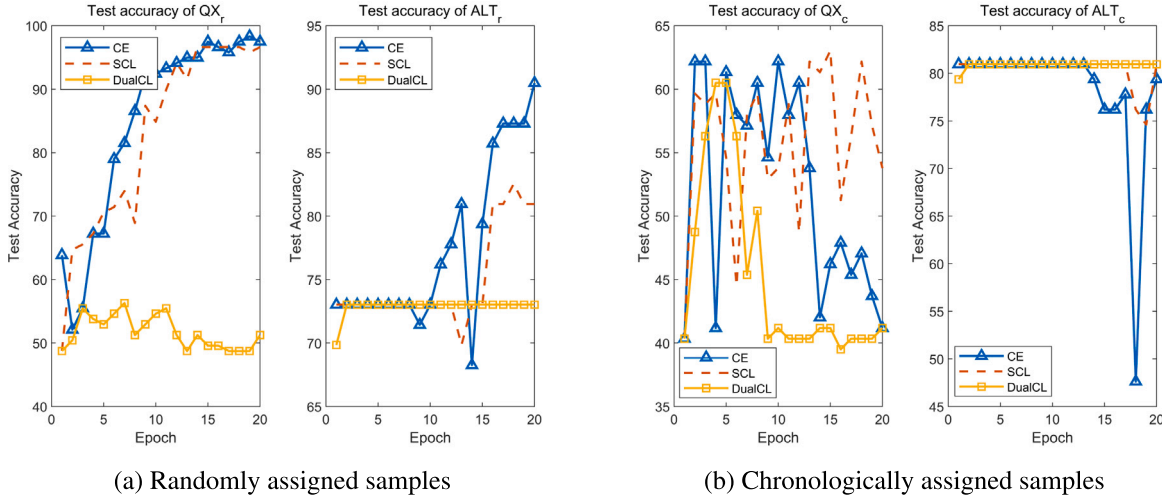 Test accuracy of QX_r
Test Accuracy
100
90
80
70
60
50
40
0
5
10
15
20
Epoch
CE
SCL
DualCL
Test accuracy of ALT_r
Test Accuracy
100
95
90
85
80
75
70
65
0
5
10
15
20
Epoch
CE
SCL
DualCL
(a) Randomly assigned samples
Test accuracy of QX_c
Test Accuracy
65
60
55
50
45
40
35
0
5
10
15
20
Epoch
CE
SCL
DualCL
Test accuracy of ALT_c
Test Accuracy
85
80
75
70
65
60
55
50
45
0
5
10
15
20
Epoch
CE
SCL
DualCL
(b) Chronologically assigned samples